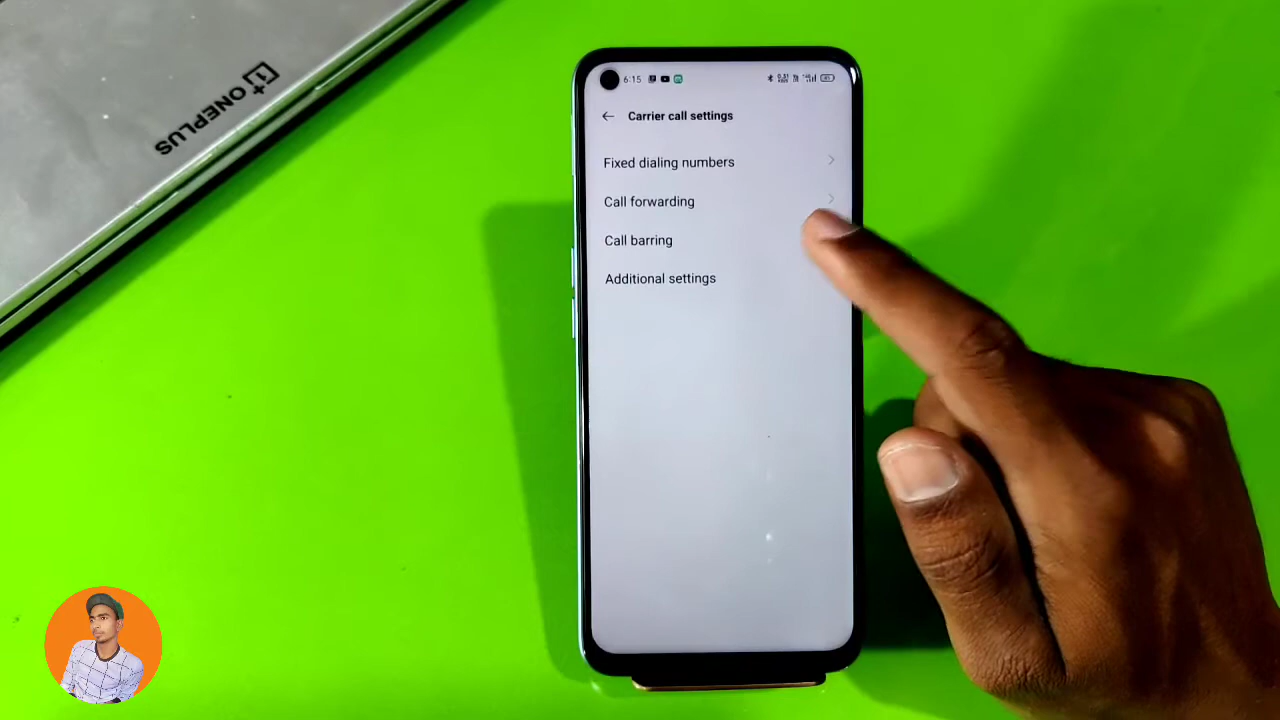 ONEPLUS
6:15
Carrier call settings
Fixed dialing numbers
Call forwarding
Call barring
Additional settings